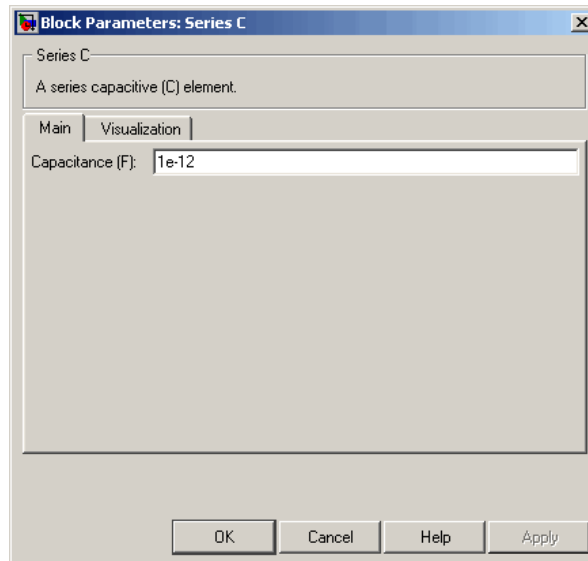 Block Parameters: Series C
Series C
A series capacitive (C) element.
Main Visualization
Capacitance (F): 1e-12
OK Cancel Help Apply